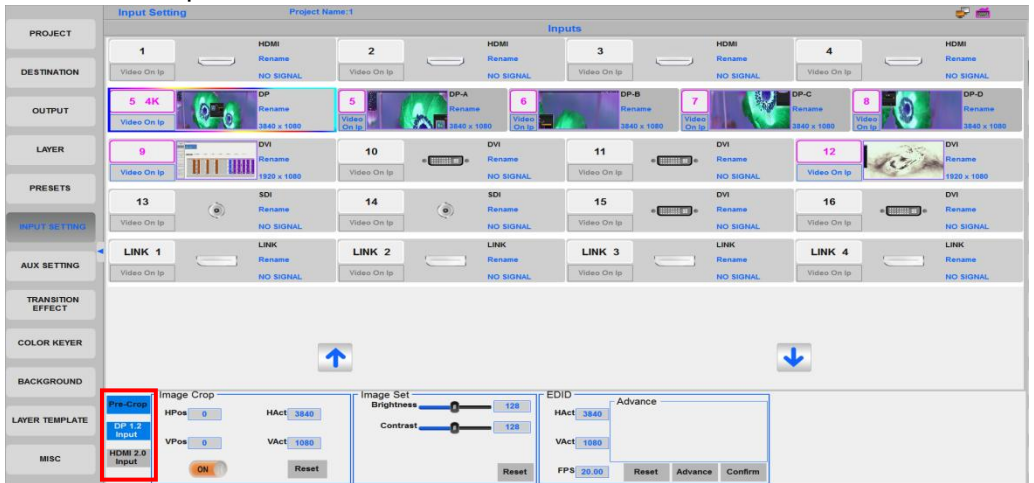 Input Setting Project Name:1
Inputs
PROJECT
DESTINATION
OUTPUT
LAYER
PRESETS
INPUT SETTING
AUX SETTING
TRANSITION
EFFECT
COLOR KEYER
BACKGROUND
LAYER TEMPLATE
MISC
1 HDMI 2 HDMI 3 HDMI 4 HDMI
Rename Rename Rename Rename
Video On Ip NO SIGNAL Video On Ip NO SIGNAL Video On Ip NO SIGNAL Video On Ip NO SIGNAL
5 4K DP 5 DP-A 6 DP-B 7 DP-C 8 DP-D
Rename Rename Rename Rename Rename
Video On Ip 3840 x 1080 Video On Ip 3840 x 1080 Video On Ip 3840 x 1080 Video On Ip 3840 x 1080 Video On Ip 3840 x 1080
9 DVI 10 DVI 11 DVI 12 DVI
Rename Rename Rename Rename
Video On Ip 1920 x 1080 Video On Ip NO SIGNAL Video On Ip NO SIGNAL Video On Ip 1920 x 1080
13 SDI 14 SDI 15 DVI 16 DVI
Rename Rename Rename Rename
Video On Ip NO SIGNAL Video On Ip NO SIGNAL Video On Ip NO SIGNAL Video On Ip NO SIGNAL
LINK 1 LINK LINK 2 LINK LINK 3 LINK LINK 4 LINK
Rename Rename Rename Rename
Video On Ip NO SIGNAL Video On Ip NO SIGNAL Video On Ip NO SIGNAL Video On Ip NO SIGNAL
Pre-Crop
DP 1.2
Input
HDMI 2.0
Input
Image Crop
HPos 0 HAct 3840
VPos 0 VAct 1080
ON Reset
Image Set
Brightness 128
Contrast 128
Reset
EDID
Advance
HAct 3840
VAct 1080
FPS 20.00 Reset Advance Confirm